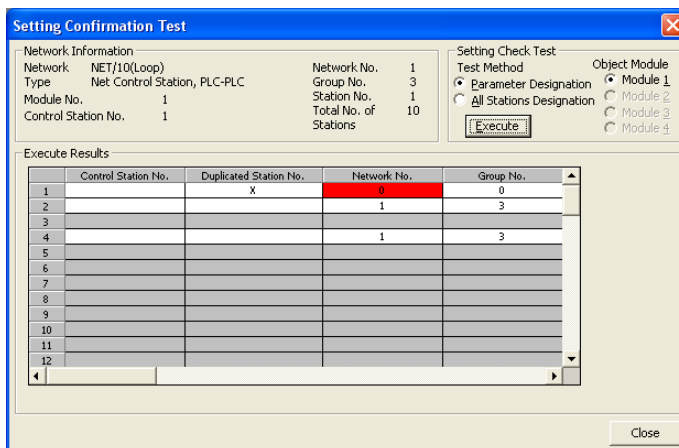 Setting Confirmation Test
Network Information
Network NET/10(Loop)
Type Net Control Station, PLC-PLC
Module No. 1
Control Station No. 1
Network No. 1
Group No. 3
Station No. 1
Total No. of 10
Stations
Setting Check Test
Test Method
Parameter Designation
All Stations Designation
Execute
Object Module
Module 1
Module 2
Module 3
Module 4
Execute Results
Control Station No. Duplicated Station No. Network No. Group No.
1 X 0 0
2 1 3
3
4 1 3
5
6
7
8
9
10
11
12
Close